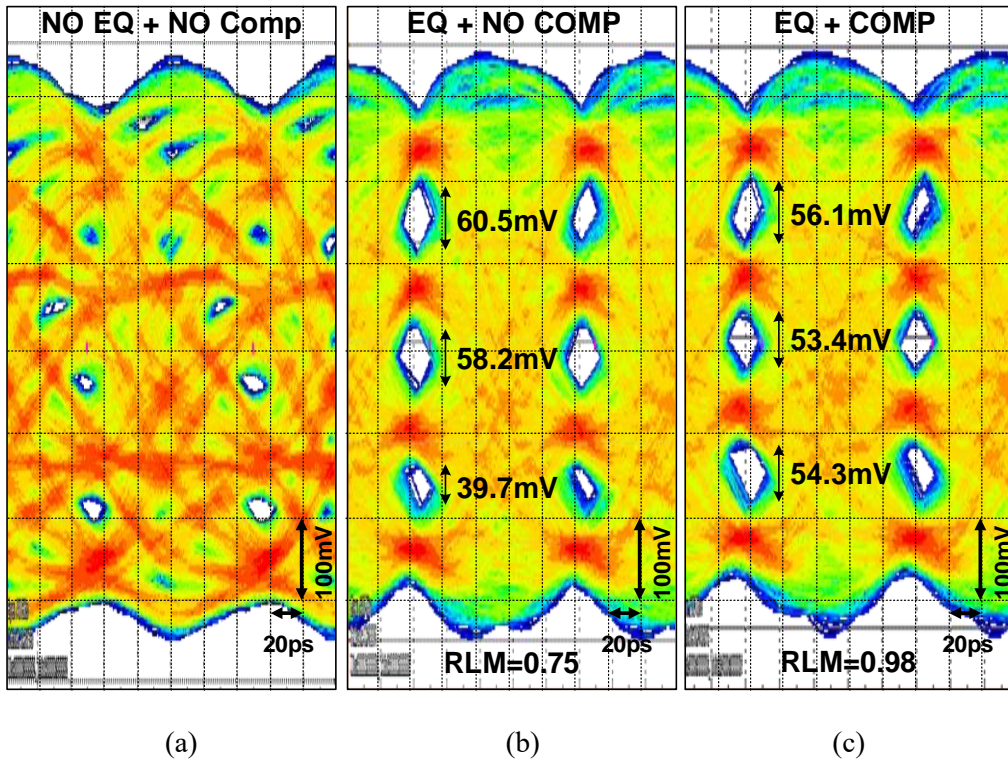 NO EQ + NO Comp
100mV
20ps
(a)
EQ + NO COMP
60.5mV
58.2mV
39.7mV
100mV
20ps
RLM=0.75
(b)
EQ + COMP
56.1mV
53.4mV
54.3mV
100mV
20ps
RLM=0.98
(c)